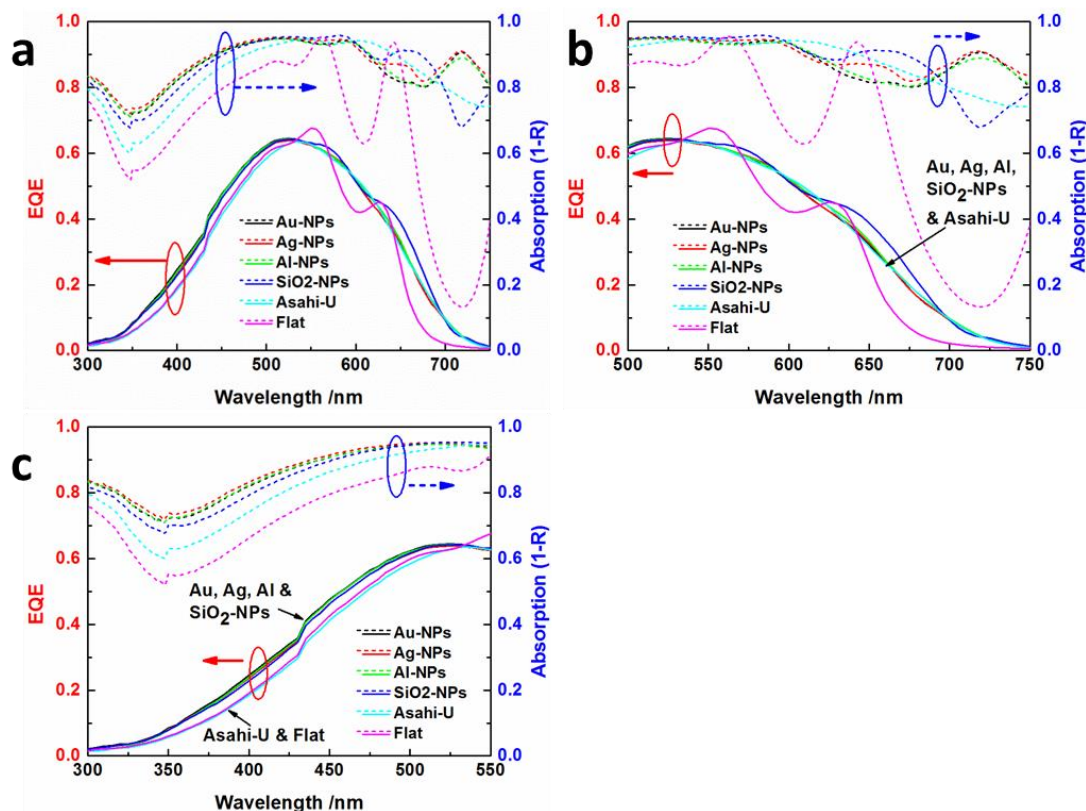 a
1.0
0.8
0.6
0.4
0.2
0.0
EQE
300 400 500 600 700
Wavelength /nm
1.0
0.8
0.6
0.4
0.2
0.0
Absorption (1-R)
Au-NPs
Ag-NPs
Al-NPs
SiO2-NPs
Asahi-U
Flat
b
1.0
0.8
0.6
0.4
0.2
0.0
EQE
500 550 600 650 700 750
Wavelength /nm
1.0
0.8
0.6
0.4
0.2
0.0
Absorption (1-R)
Au, Ag, Al,
SiO₂-NPs
& Asahi-U
Au-NPs
Ag-NPs
Al-NPs
SiO2-NPs
Asahi-U
Flat
c
1.0
0.8
0.6
0.4
0.2
0.0
EQE
300 350 400 450 500 550
Wavelength /nm
1.0
0.8
0.6
0.4
0.2
0.0
Absorption (1-R)
Au, Ag, Al &
SiO₂-NPs
Asahi-U & Flat
Au-NPs
Ag-NPs
Al-NPs
SiO2-NPs
Asahi-U
Flat